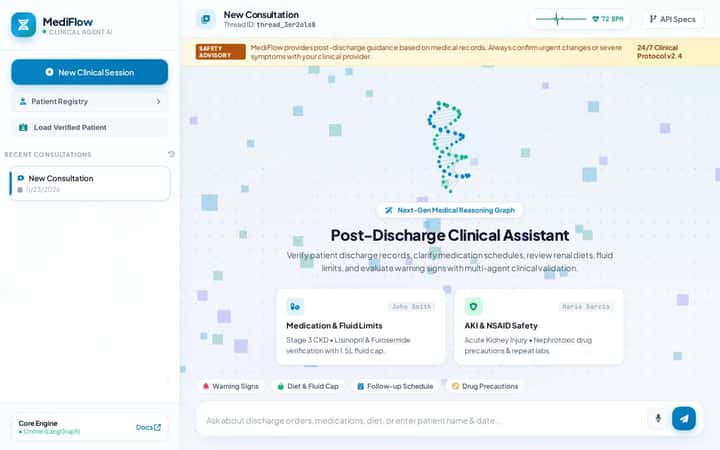 MediFlow
CLINICAL AGENT AI
New Clinical Session
Patient Registry
Load Verified Patient
RECENT CONSULTATIONS
New Consultation
Core Engine
Online (LangGraph)
Docs
New Consultation
Thread ID: thread_3er2ols8
72 BPM
API Specs
SAFETY ADVISORY
MediFlow provides post-discharge guidance based on medical records. Always confirm urgent changes or severe
symptoms with your clinical provider.
24/7 Clinical
Protocol v2.4
Next-Gen Medical Reasoning Graph
Post-Discharge Clinical Assistant
Verify patient discharge records, clarify medication schedules, review renal diets, fluid
limits, and evaluate warning signs with multi-agent clinical validation.
John Smith
Medication & Fluid Limits
Stage 3 CKD • Lisinopril & Furosemide
verification with 1.5L fluid cap.
Maria Garcia
AKI & NSAID Safety
Acute Kidney Injury • Nephrotoxic drug
precautions & repeat labs.
Warning Signs
Diet & Fluid Cap
Follow-up Schedule
Drug Precautions
Ask about discharge orders, medications, diet, or enter patient name & date...